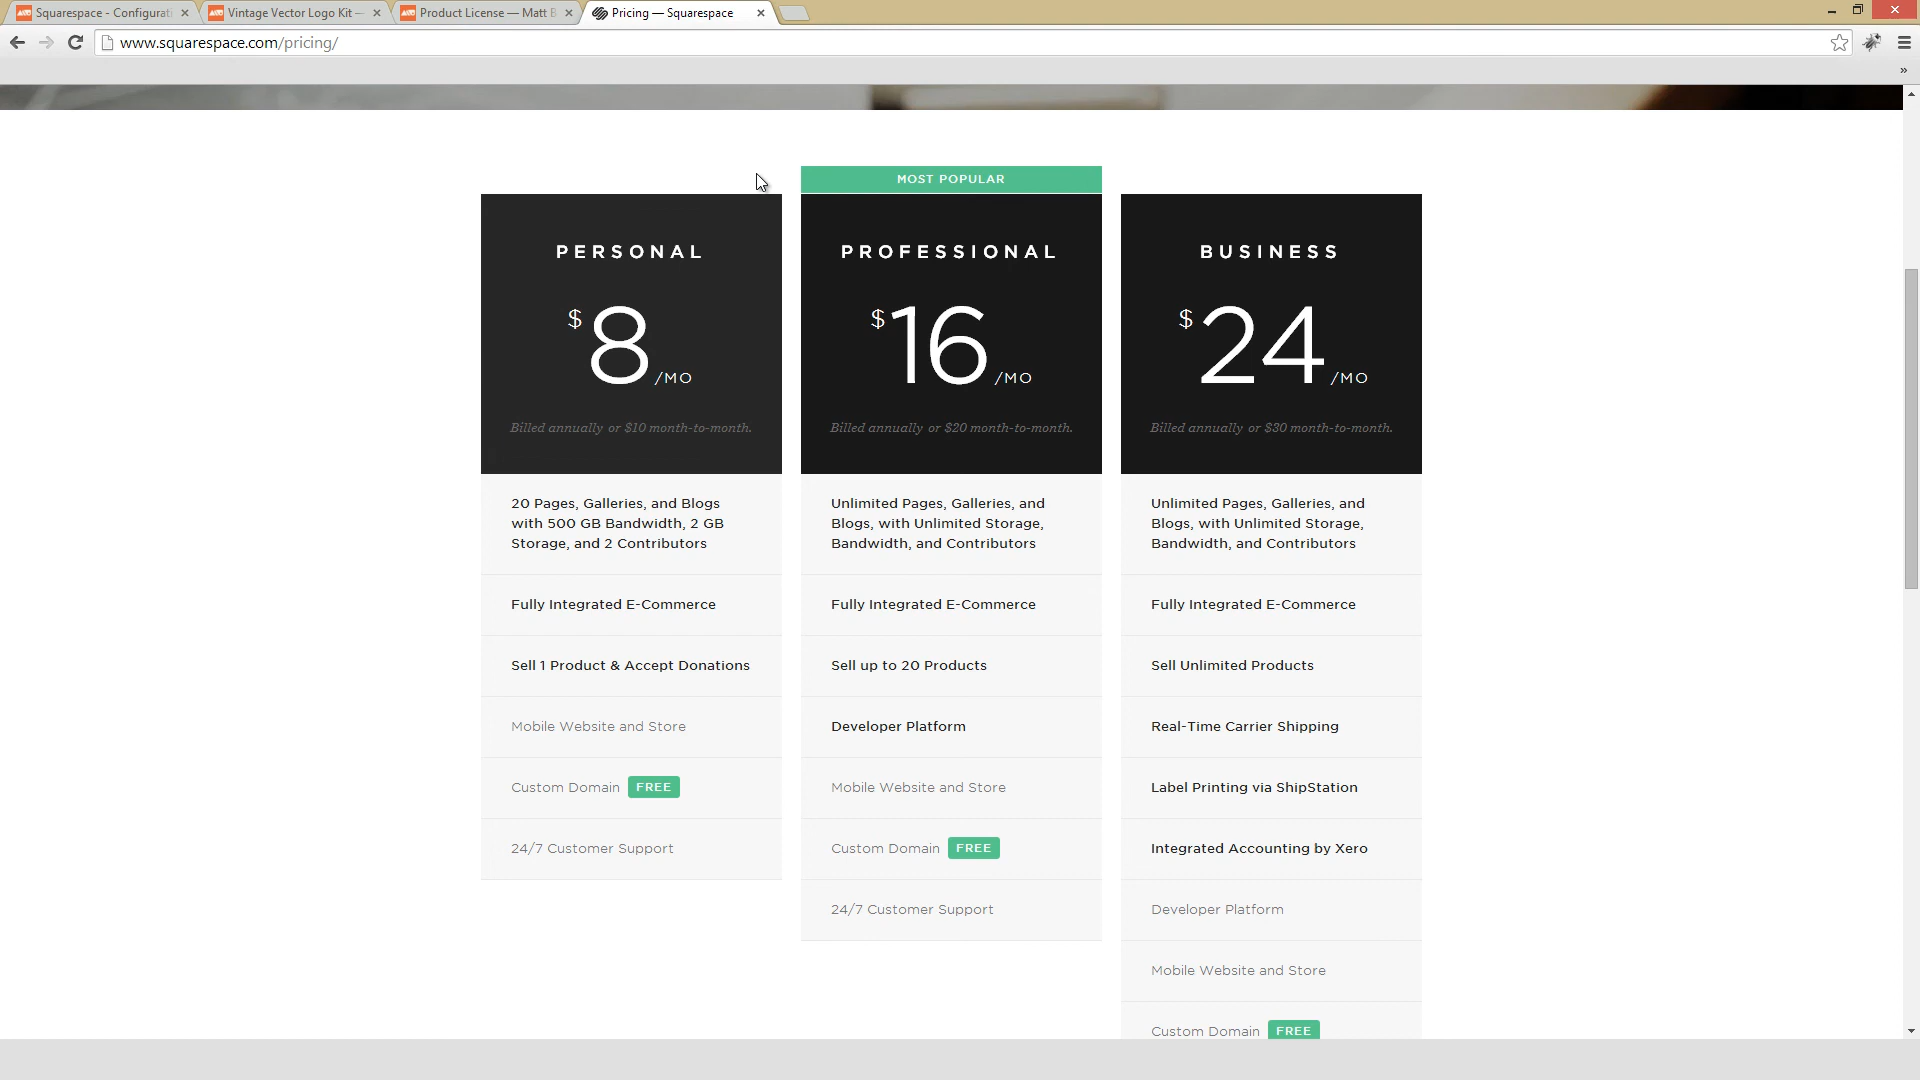 Squarespace - Configurati
Vintage Vector Logo Kit —
Product License — Matt B
Pricing — Squarespace
www.squarespace.com/pricing/
MOST POPULAR
PERSONAL
$8/MO
Billed annually or $10 month-to-month.
20 Pages, Galleries, and Blogs
with 500 GB Bandwidth, 2 GB
Storage, and 2 Contributors
Fully Integrated E-Commerce
Sell 1 Product & Accept Donations
Mobile Website and Store
Custom Domain FREE
24/7 Customer Support
PROFESSIONAL
$16/MO
Billed annually or $20 month-to-month.
Unlimited Pages, Galleries, and
Blogs, with Unlimited Storage,
Bandwidth, and Contributors
Fully Integrated E-Commerce
Sell up to 20 Products
Developer Platform
Mobile Website and Store
Custom Domain FREE
24/7 Customer Support
BUSINESS
$24/MO
Billed annually or $30 month-to-month.
Unlimited Pages, Galleries, and
Blogs, with Unlimited Storage,
Bandwidth, and Contributors
Fully Integrated E-Commerce
Sell Unlimited Products
Real-Time Carrier Shipping
Label Printing via ShipStation
Integrated Accounting by Xero
Developer Platform
Mobile Website and Store
Custom Domain FREE